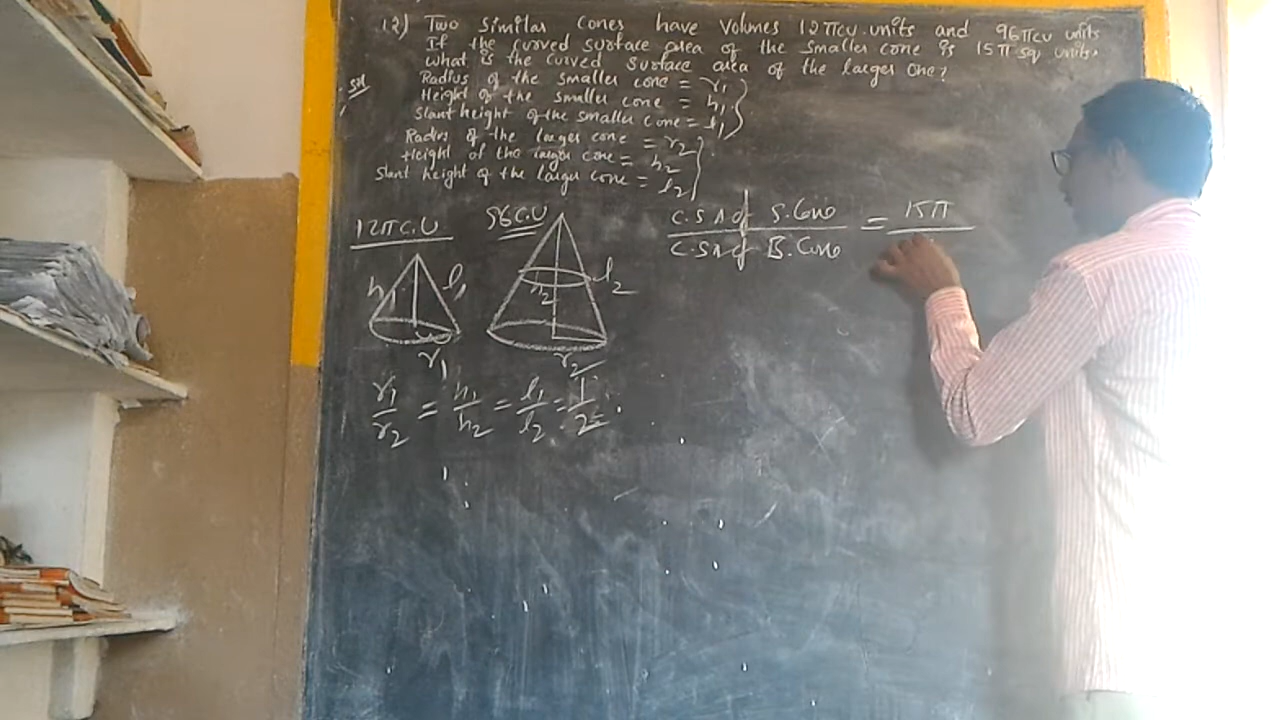 12) Two Similar Cones have Volumes 12πcu.units and 96πcu units
If the curved surface area of the smaller cone is 15π sq units.
what is the curved surface area of the larger one?
Sol Radius of the smaller cone = r₁
Height of the smaller cone = h₁
Slant height of the smaller cone = l₁
Radius of the larger cone = r₂
Height of the larger cone = h₂
Slant height of the larger cone = l₂
12π C.U 96 C.U
h₁ l₁ r₁
h₂ l₂ r₂
r₁/r₂ = h₁/h₂ = l₁/l₂ = 1/2
C.S A of S. Cone = 15π
C.S A of B. Cone